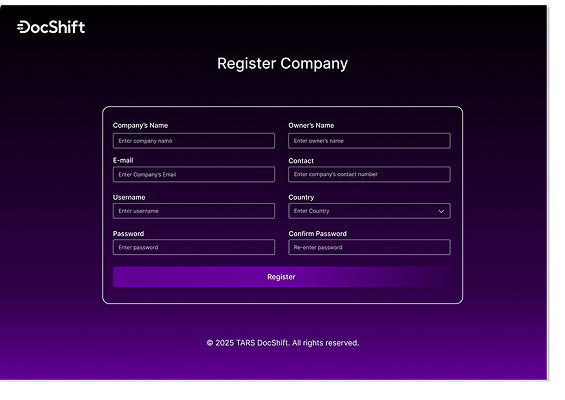 DocShift
Register Company
Company's Name
Owner's Name
Enter company name
Enter owner's name
E-mail
Contact
Enter Company's Email
Enter company's contact number
Username
Country
Enter username
Enter Country
Password
Confirm Password
Enter password
Re-enter password
Register
© 2025 TARS DocShift. All rights reserved.